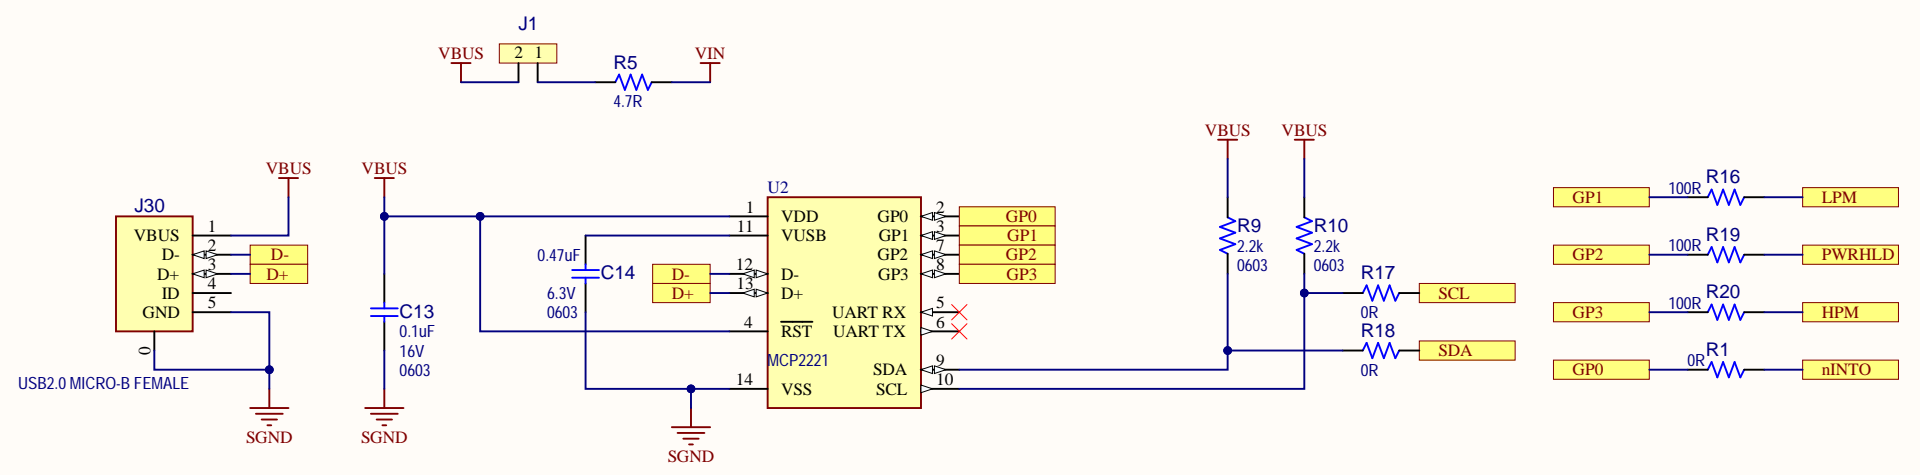 J1
VBUS 2 1 R5 VIN
4.7R
VBUS VBUS
VBUS VBUS
J30
VBUS 1
D- 2 D-
D+ 3 D+
ID 4
GND 5
0
USB2.0 MICRO-B FEMALE
SGND
C13
0.1uF
16V
0603
SGND
0.47uF
C14
6.3V
0603
D- 12
D+ 13
U2
1 VDD GP0 2 GP0
11 VUSB GP1 3 GP1
GP2 7 GP2
D- GP3 8 GP3
D+
UART RX 5
4 RST UART TX 6
MCP2221
SDA 9
14 VSS SCL 10
SGND
R9
2.2k
0603
R10
2.2k
0603
R17
0R
SCL
R18
0R
SDA
GP1 100R R16 LPM
GP2 100R R19 PWRHLD
GP3 100R R20 HPM
GP0 0R R1 nINTO